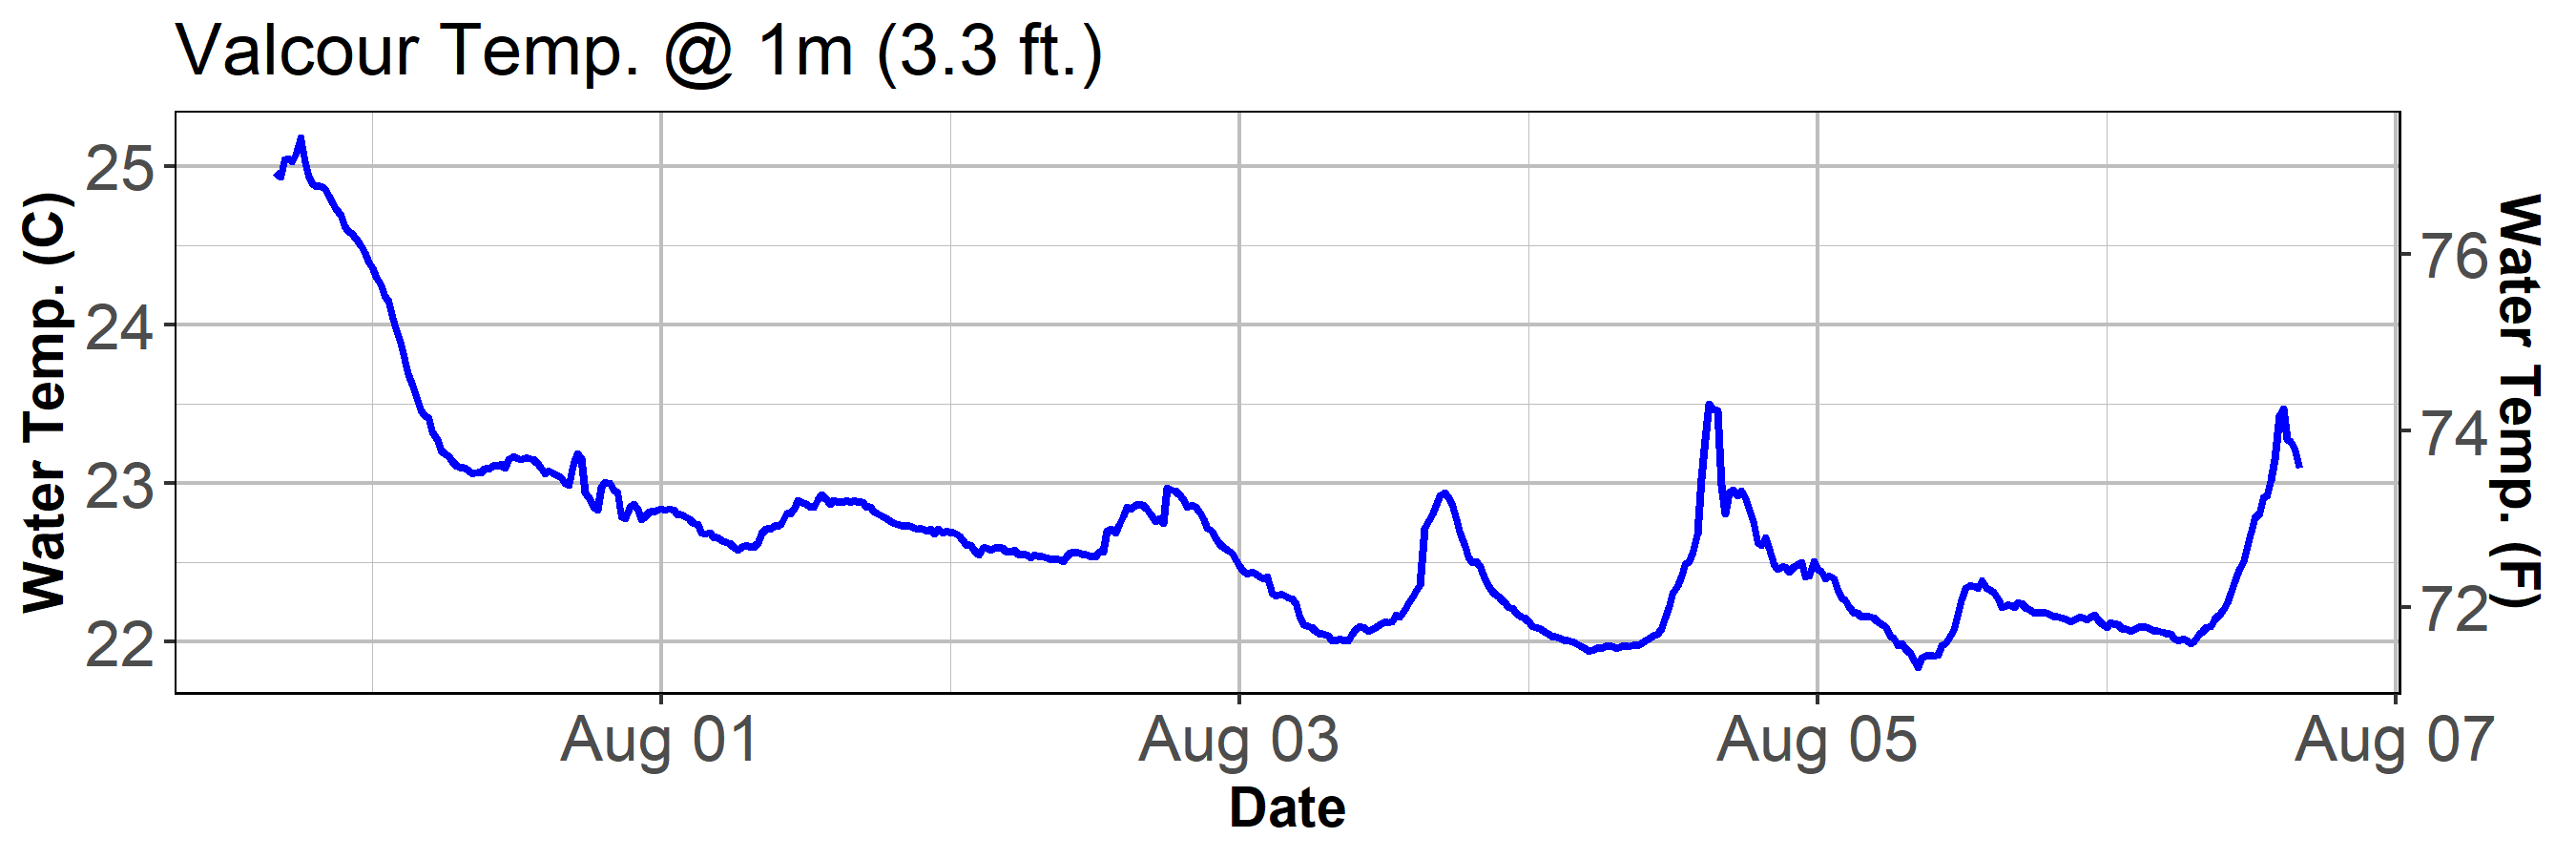 Valcour Temp. @ 1m (3.3 ft.)
Water Temp. (C)
25
24
23
22
76
74
72
Water Temp. (F)
Aug 01
Aug 03
Aug 05
Aug 07
Date